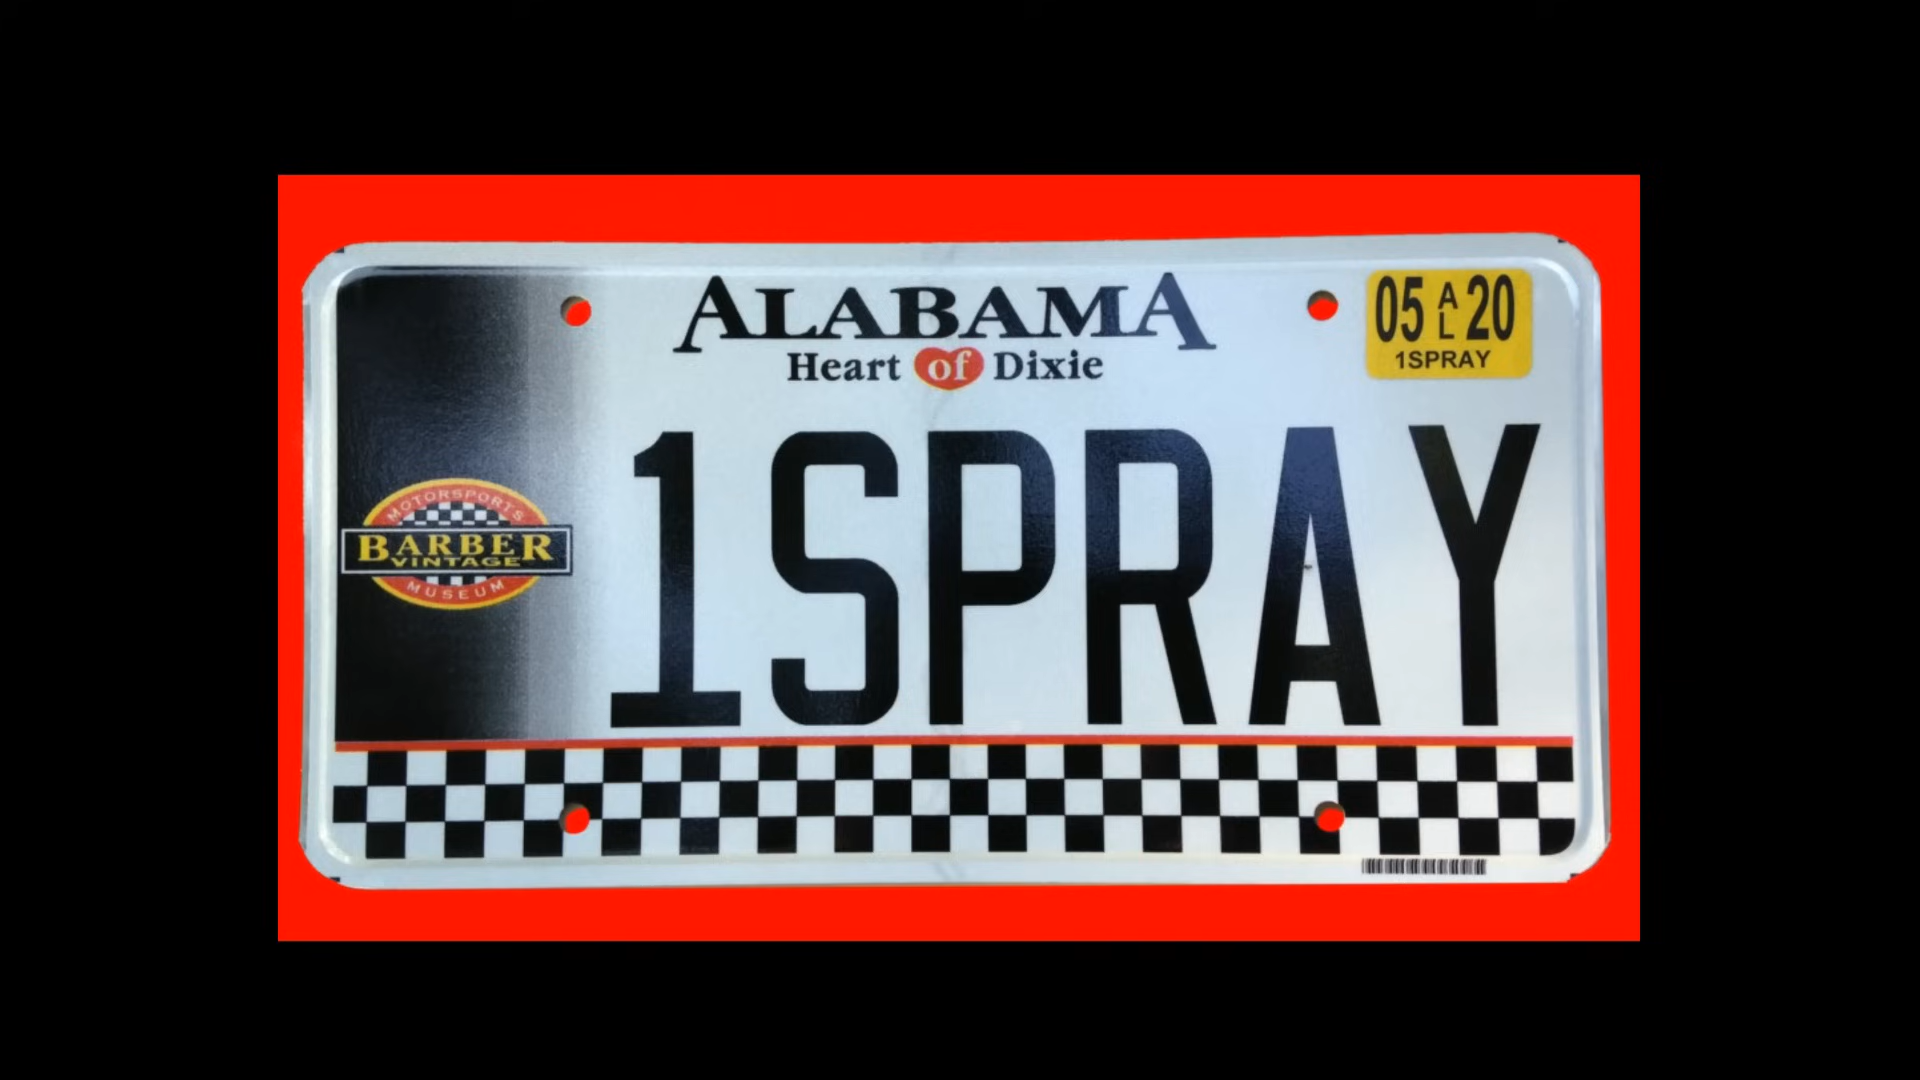 ALABAMA
Heart of Dixie
05 AL 20
1SPRAY
1SPRAY
MOTORSPORTS
BARBER
VINTAGE
MUSEUM